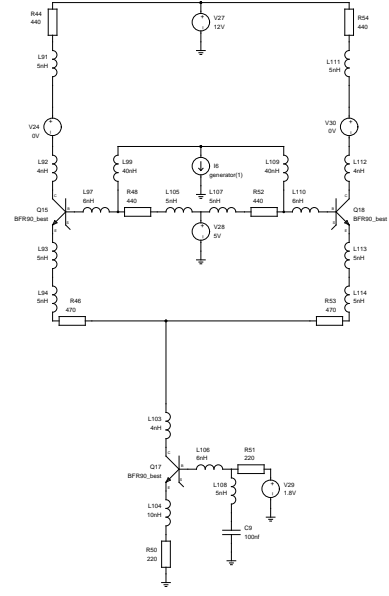 R44
440
V27
12V
R54
440
L91
5nH
L111
5nH
V24
0V
V30
0V
L92
4nH
L99
40nH
I6
generator(1)
L109
40nH
L112
4nH
L97
6nH
R48
440
L105
5nH
L107
5nH
R52
440
L110
6nH
Q15
BFR90_best
Q18
BFR90_best
V28
5V
L93
5nH
L113
5nH
L94
5nH
L114
5nH
R46
470
R53
470
L103
4nH
L106
6nH
R51
220
Q17
BFR90_best
L108
5nH
V29
1.8V
L104
10nH
C9
100nf
R50
220